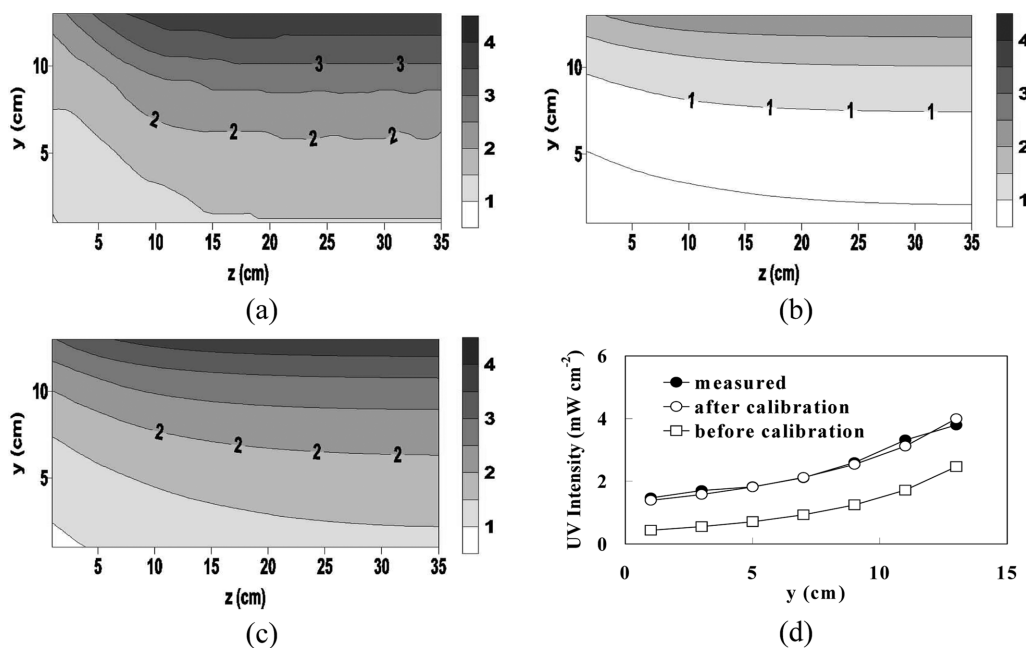 y (cm)
10
5
5 10 15 20 25 30 35
z (cm)
3 3
2 2 2 2
4
3
2
1
(a)
y (cm)
10
5
5 10 15 20 25 30 35
z (cm)
1 1 1 1
4
3
2
1
(b)
y (cm)
10
5
5 10 15 20 25 30 35
z (cm)
2 2 2 2
4
3
2
1
(c)
UV Intensity (mW cm⁻²)
6
4
2
0
0 5 10 15
y (cm)
measured
after calibration
before calibration
(d)